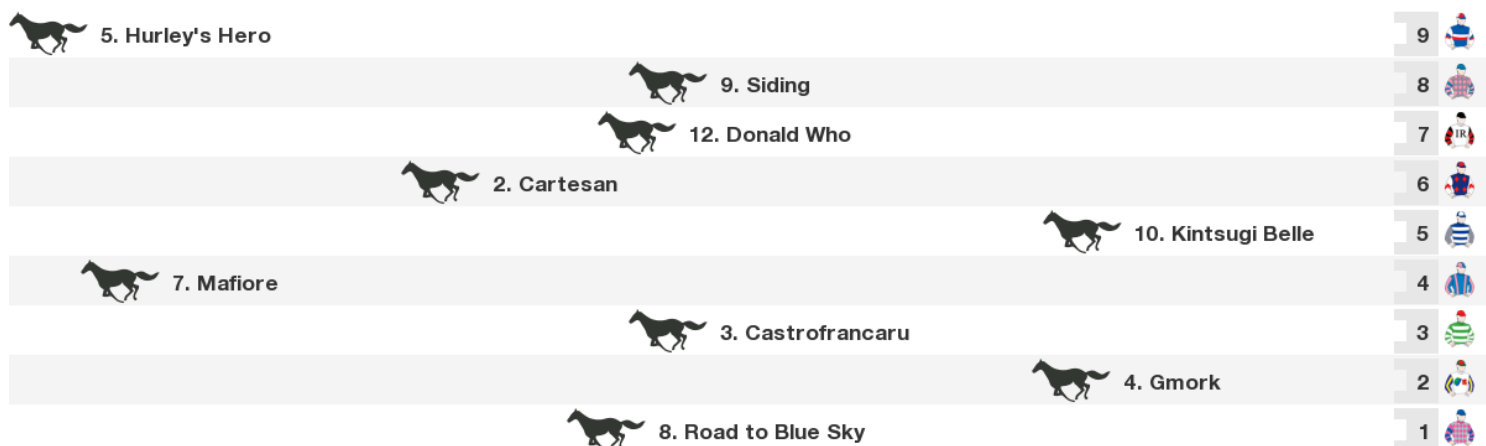 5. Hurley's Hero 9
9. Siding 8
12. Donald Who 7
IR
2. Cartesan 6
10. Kintsugi Belle 5
7. Mafiore 4
3. Castrofrancaru 3
4. Gmork 2
8. Road to Blue Sky 1